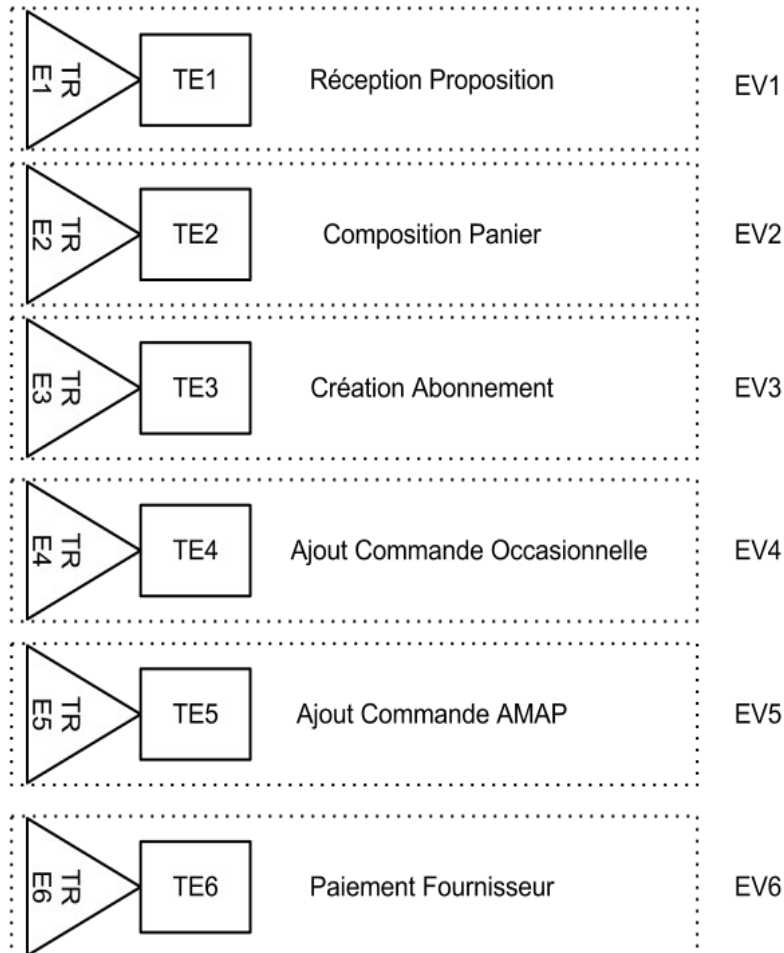 TR
E1
TE1
Réception Proposition
EV1
TR
E2
TE2
Composition Panier
EV2
TR
E3
TE3
Création Abonnement
EV3
TR
E4
TE4
Ajout Commande Occasionnelle
EV4
TR
E5
TE5
Ajout Commande AMAP
EV5
TR
E6
TE6
Paiement Fournisseur
EV6